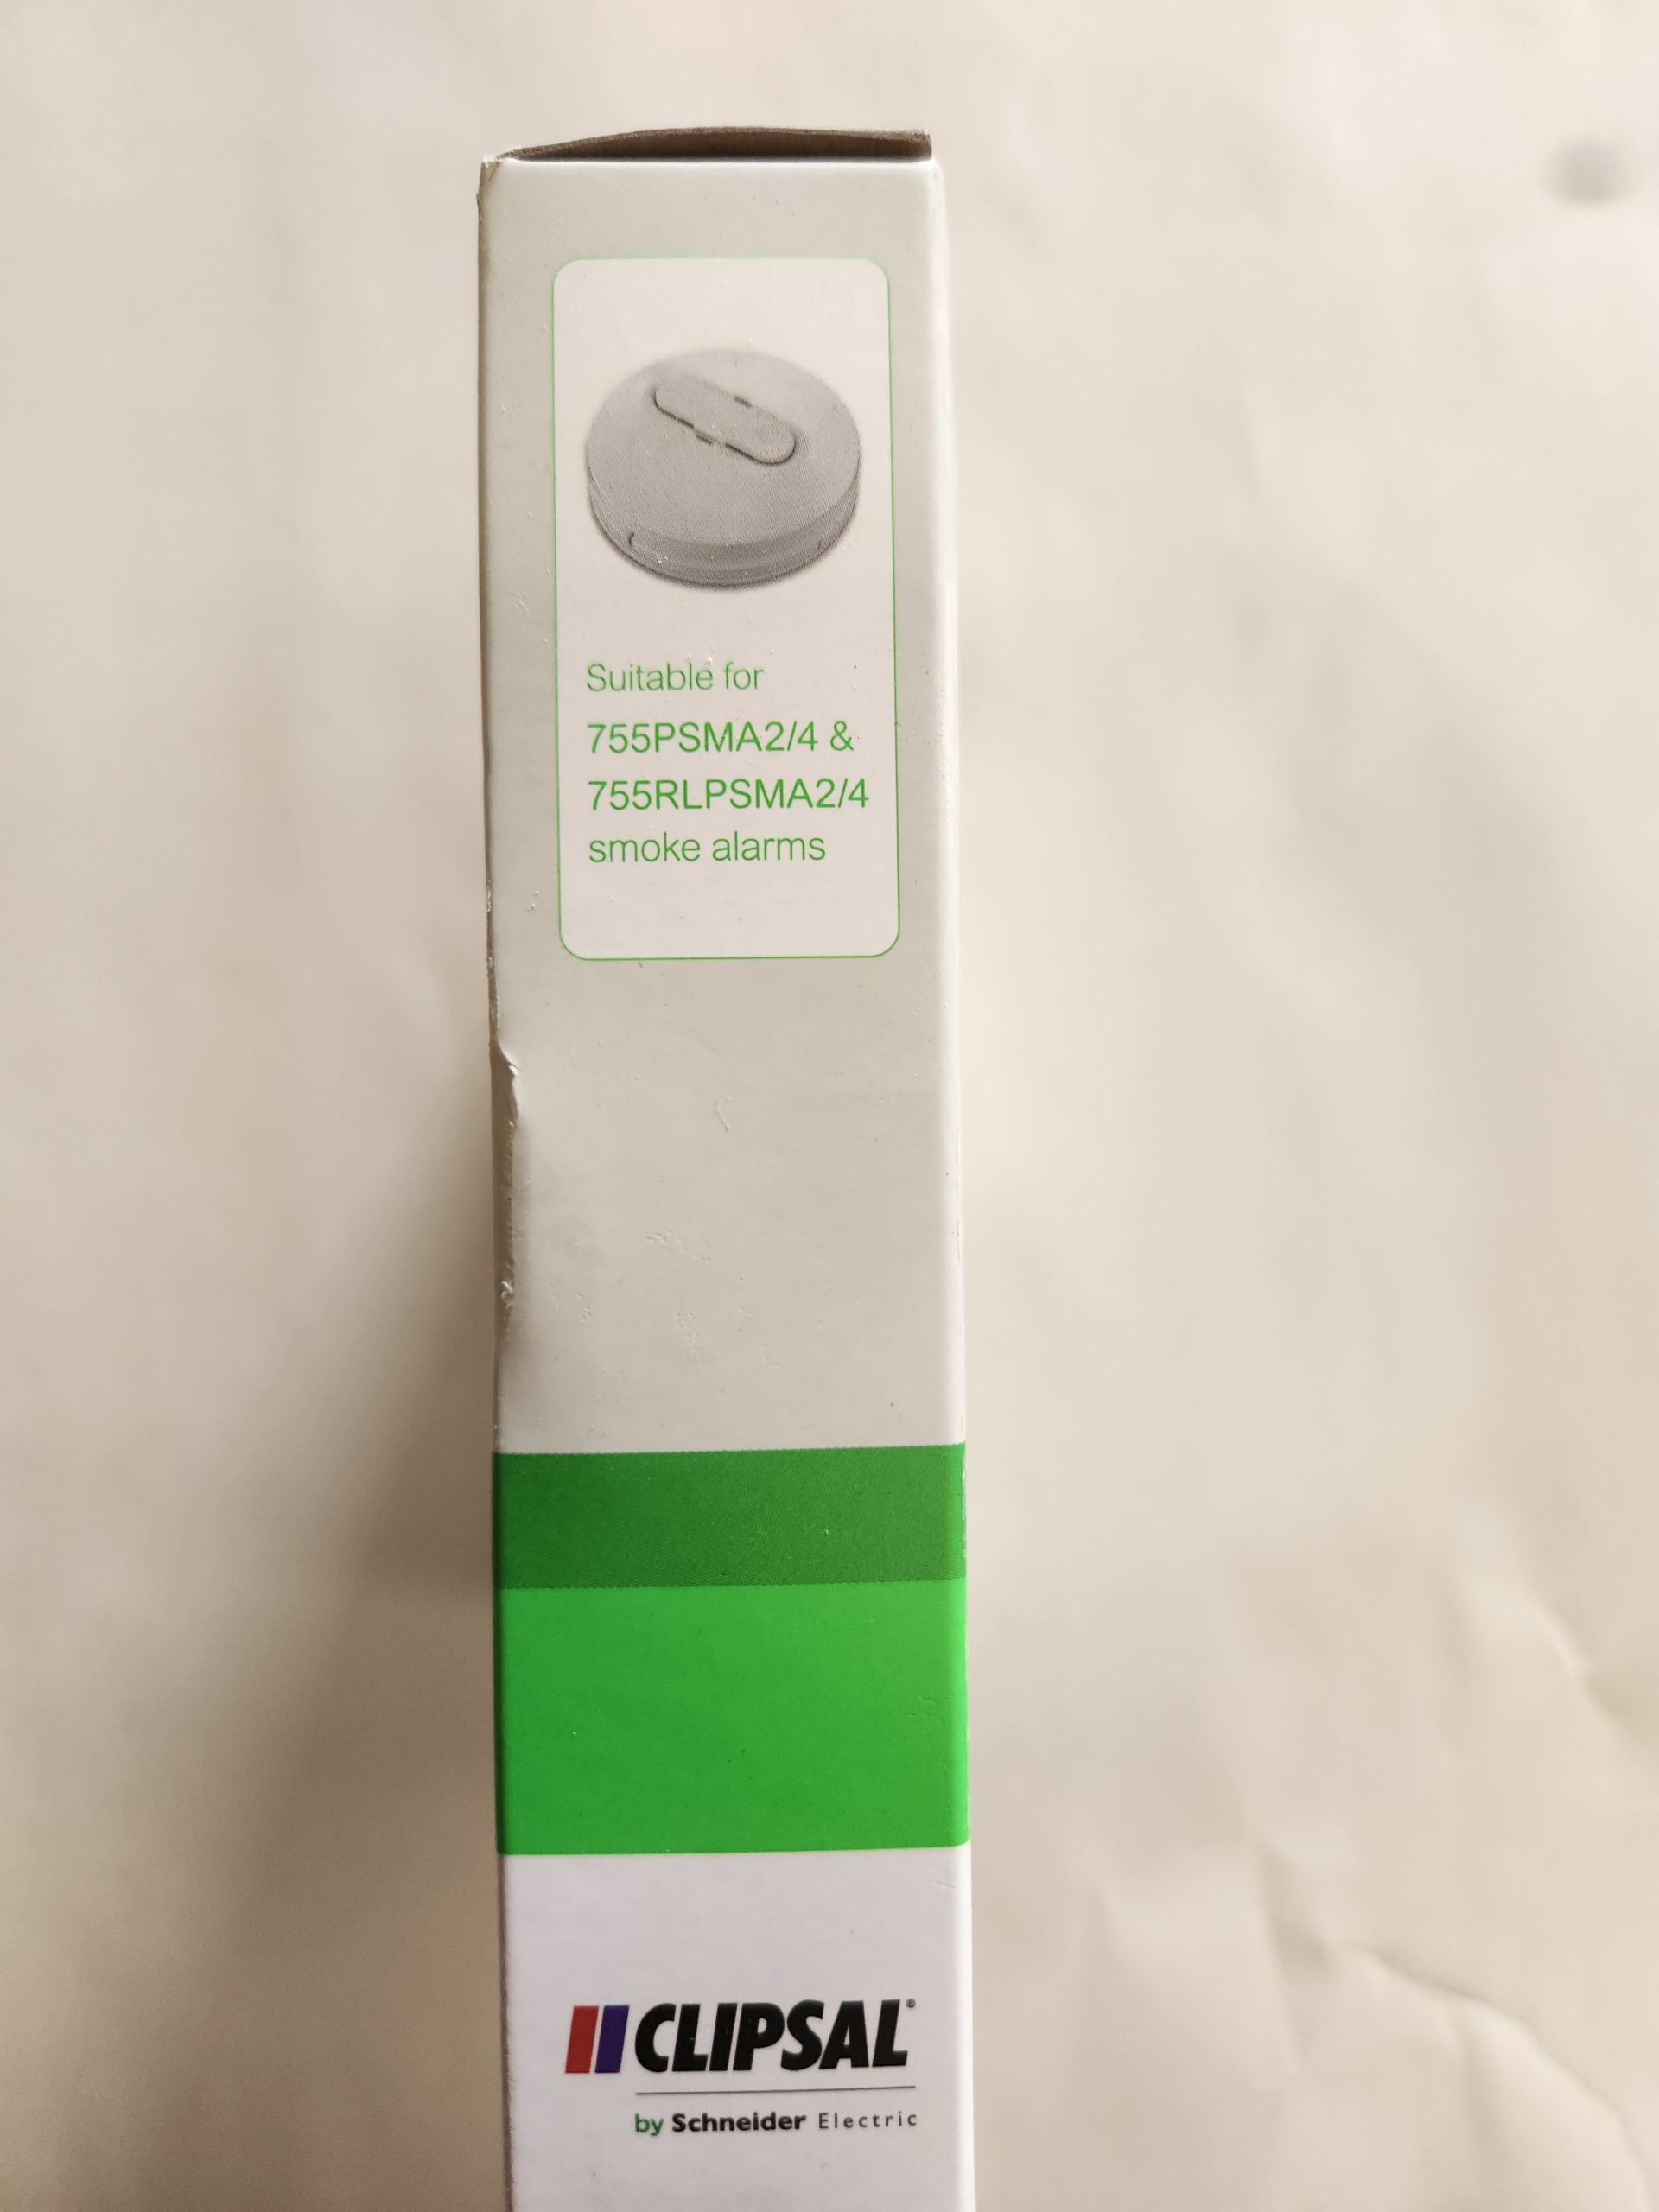 Suitable for
755PSMA2/4 &
755RLPSMA2/4
smoke alarms
CLIPSAL®
by Schneider Electric